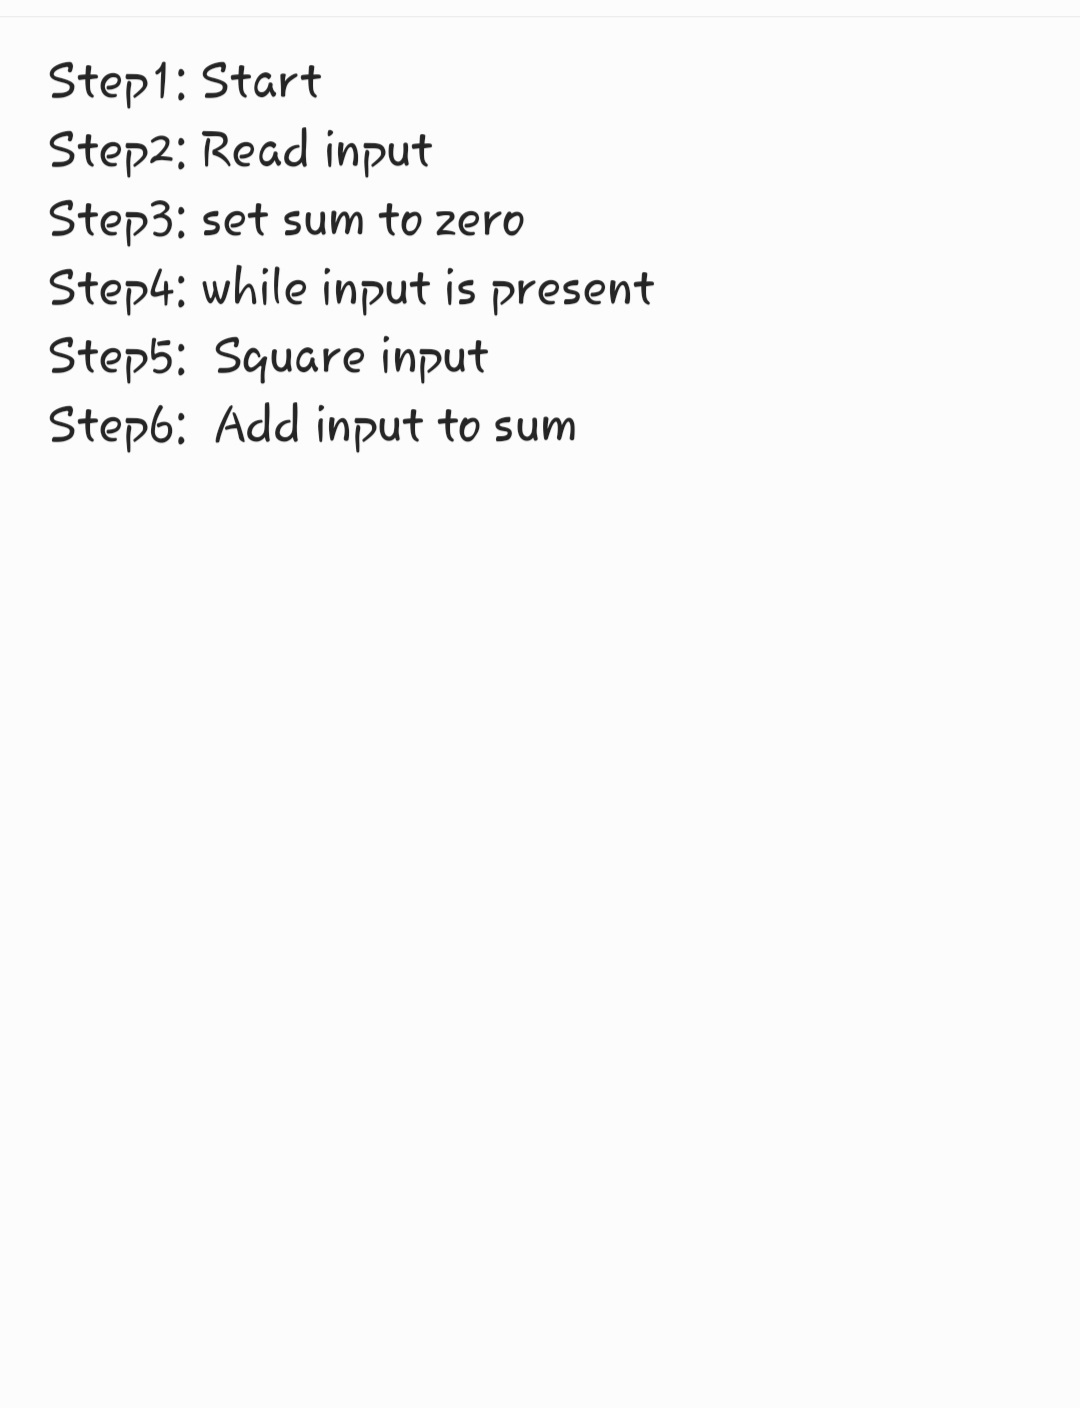 Step1: Start
Step2: Read input
Step3: set sum to zero
Step4: while input is present
Step5:  Square input
Step6:  Add input to sum